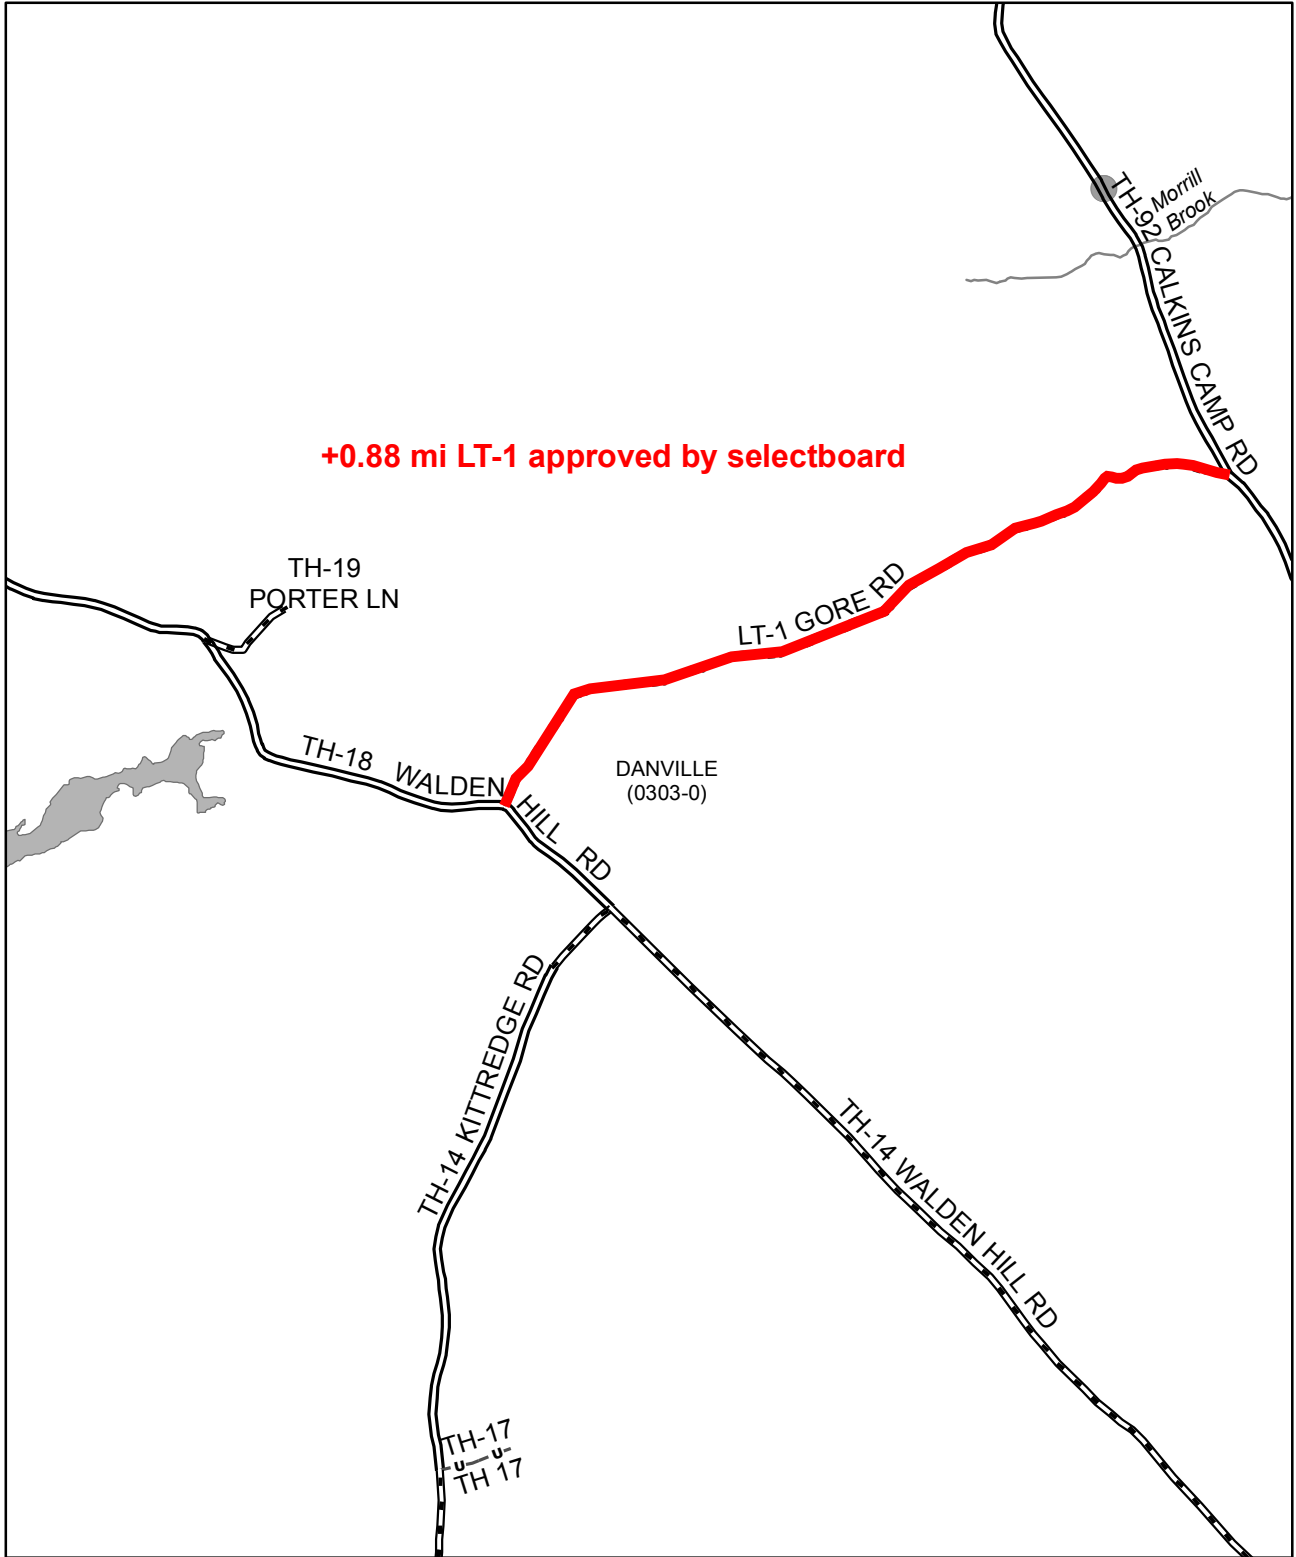 TH-92 CALKINS CAMP RD
Morrill
Brook
+0.88 mi LT-1 approved by selectboard
TH-19
PORTER LN
LT-1 GORE RD
TH-18 WALDEN HILL RD
DANVILLE
(0303-0)
TH-14 KITTREDGE RD
TH-14 WALDEN HILL RD
TH-17
TH 17